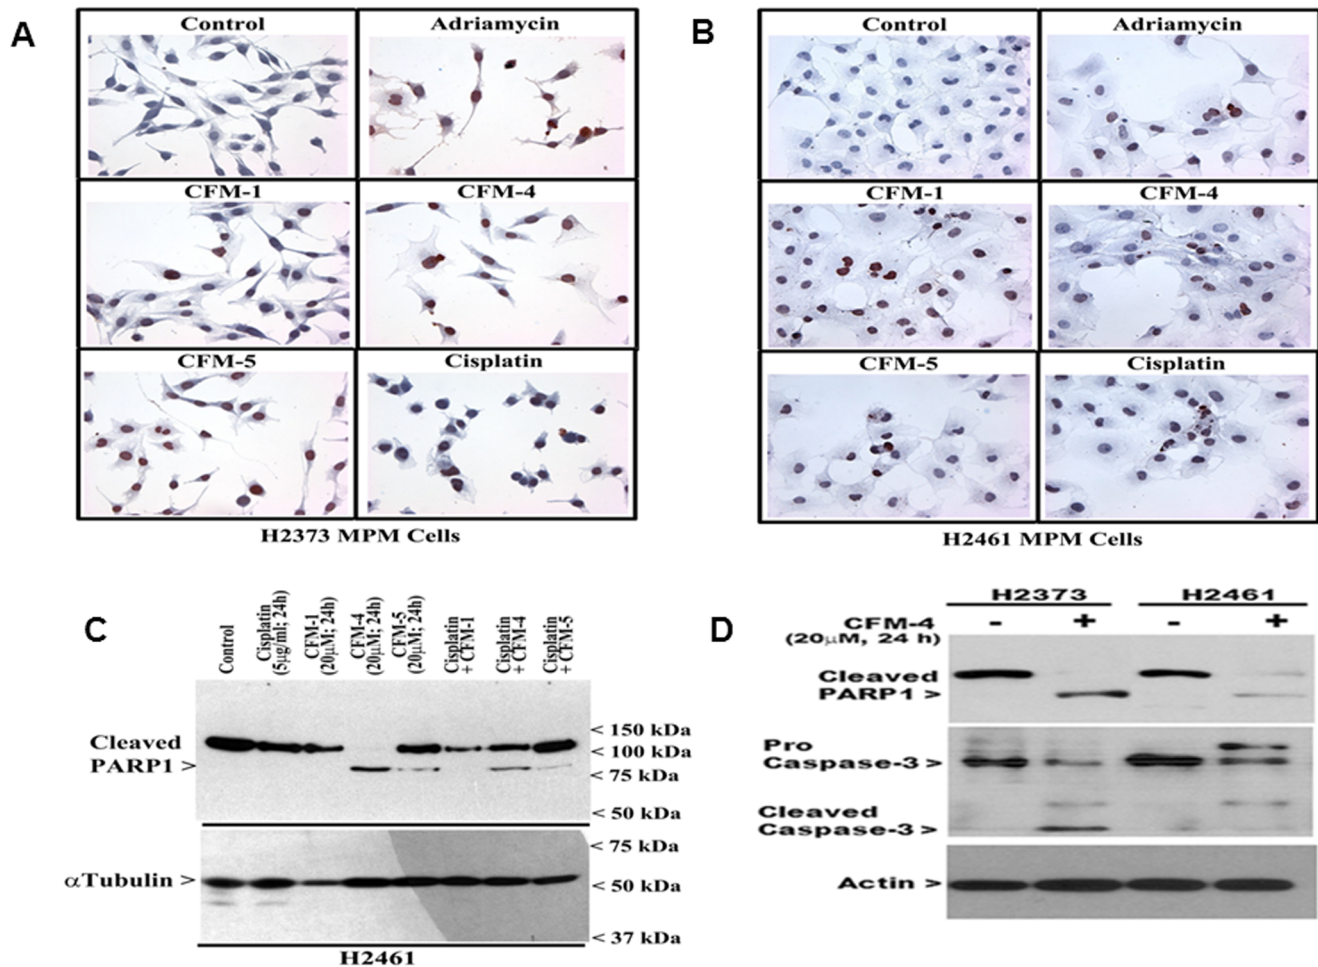 A
Control
Adriamycin
CFM-1
CFM-4
CFM-5
Cisplatin
H2373 MPM Cells
B
Control
Adriamycin
CFM-1
CFM-4
CFM-5
Cisplatin
H2461 MPM Cells
C
Control
Cisplatin
(5µg/ml; 24h)
CFM-1
(20µM; 24h)
CFM-4
(20µM; 24h)
CFM-5
(20µM; 24h)
Cisplatin
+ CFM-1
Cisplatin
+ CFM-4
Cisplatin
+ CFM-5
Cleaved
PARP1 >
< 150 kDa
< 100 kDa
< 75 kDa
< 50 kDa
αTubulin >
< 75 kDa
< 50 kDa
< 37 kDa
H2461
D
H2373 H2461
CFM-4 - + - +
(20µM, 24 h)
Cleaved
PARP1 >
Pro
Caspase-3 >
Cleaved
Caspase-3 >
Actin >